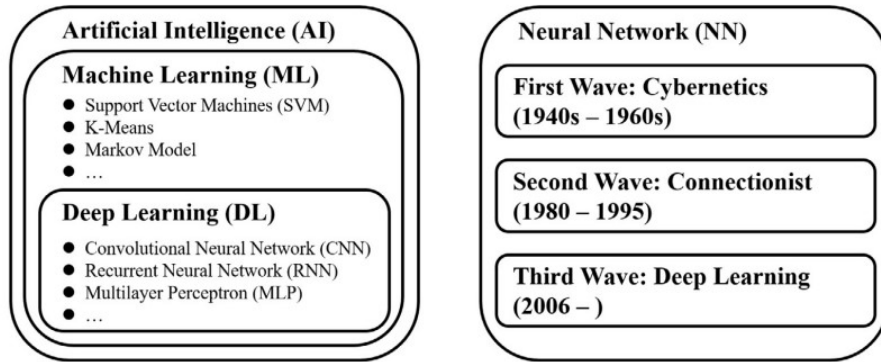 Artificial Intelligence (AI)
Machine Learning (ML)
● Support Vector Machines (SVM)
● K-Means
● Markov Model
● …
Deep Learning (DL)
● Convolutional Neural Network (CNN)
● Recurrent Neural Network (RNN)
● Multilayer Perceptron (MLP)
● …
Neural Network (NN)
First Wave: Cybernetics
(1940s – 1960s)
Second Wave: Connectionist
(1980 – 1995)
Third Wave: Deep Learning
(2006 – )